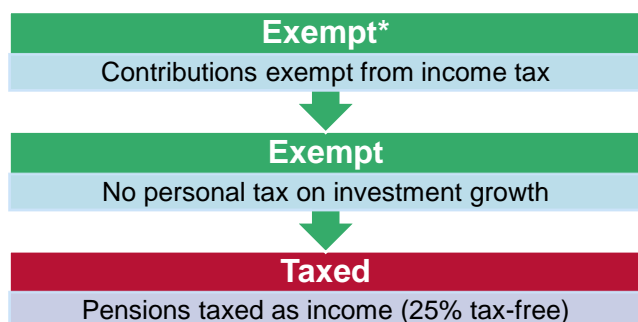 Exempt*
Contributions exempt from income tax
Exempt
No personal tax on investment growth
Taxed
Pensions taxed as income (25% tax-free)